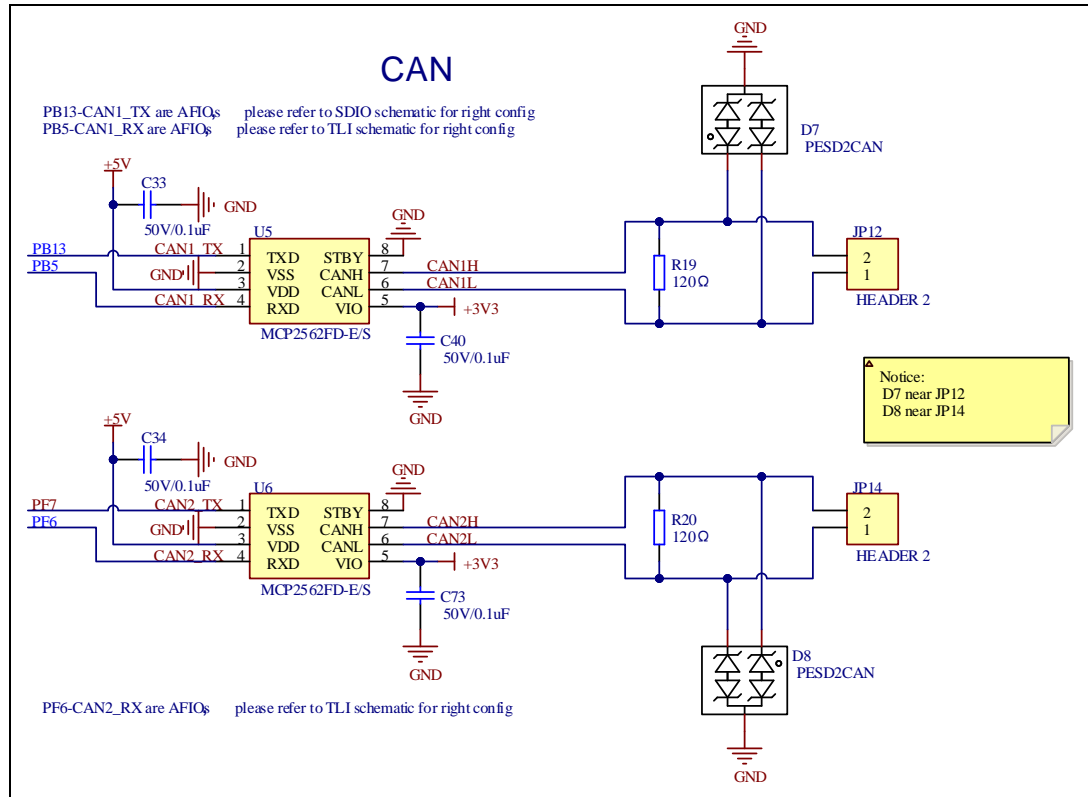 CAN
PB13-CAN1_TX are AFIOs, please refer to SDIO schematic for right config
PB5-CAN1_RX are AFIOs, please refer to TLI schematic for right config
GND
D7
PESD2CAN
+5V
C33
GND
50V/0.1uF
GND
U5
PB13
CAN1_TX
1
TXD
STBY
8
PB5
GND
2
VSS
CANH
7
CAN1H
3
VDD
CANL
6
CAN1L
CAN1_RX
4
RXD
VIO
5
+3V3
MCP2562FD-E/S
R19
120Ω
JP12
2
1
HEADER 2
C40
50V/0.1uF
GND
Notice:
D7 near JP12
D8 near JP14
+5V
C34
GND
50V/0.1uF
GND
U6
PF7
CAN2_TX
1
TXD
STBY
8
PF6
GND
2
VSS
CANH
7
CAN2H
3
VDD
CANL
6
CAN2L
CAN2_RX
4
RXD
VIO
5
+3V3
MCP2562FD-E/S
R20
120Ω
JP14
2
1
HEADER 2
C73
50V/0.1uF
GND
D8
PESD2CAN
GND
PF6-CAN2_RX are AFIOs, please refer to TLI schematic for right config